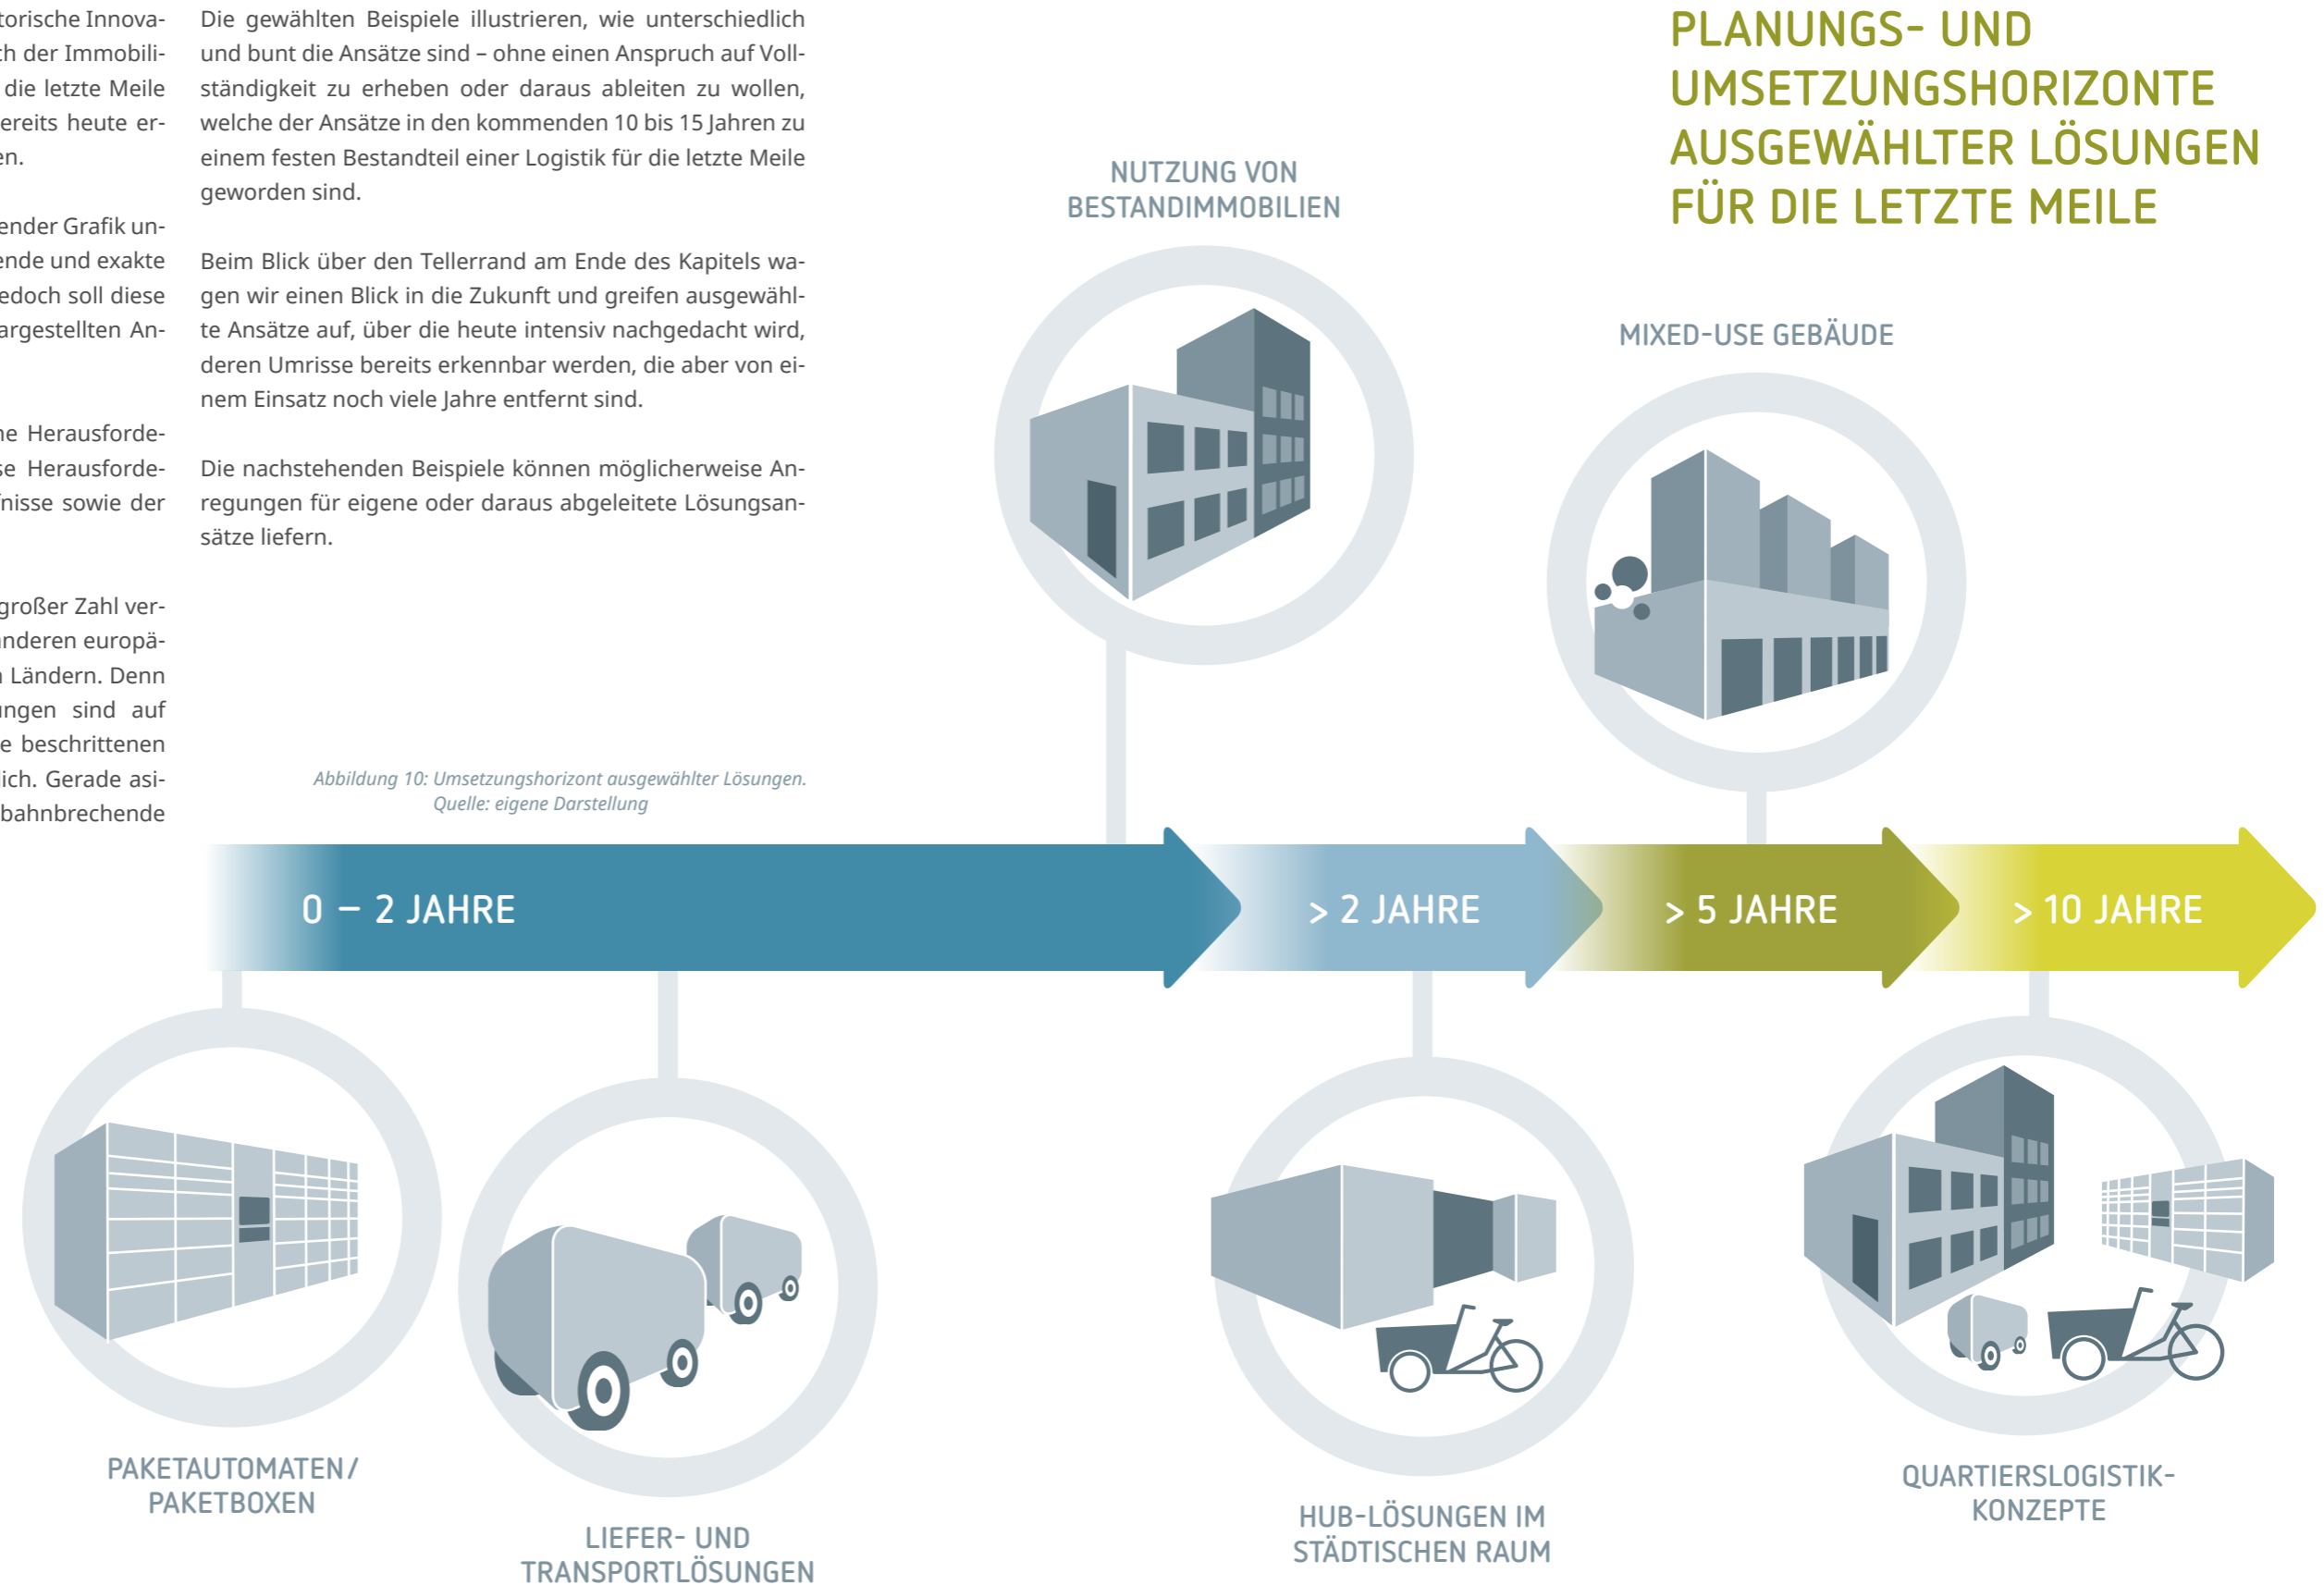 torische Innova-
ch der Immobili-
die letzte Meile
ereits heute er-
en.
ender Grafik un-
ende und exakte
edoch soll diese
argestellten An-
ne Herausforde-
se Herausforde-
nisse sowie der
großer Zahl ver-
anderen europä-
n Ländern. Denn
ungen sind auf
e beschrittenen
lich. Gerade asi-
bahnbrechende
Die gewählten Beispiele illustrieren, wie unterschiedlich
und bunt die Ansätze sind – ohne einen Anspruch auf Voll-
ständigkeit zu erheben oder daraus ableiten zu wollen,
welche der Ansätze in den kommenden 10 bis 15 Jahren zu
einem festen Bestandteil einer Logistik für die letzte Meile
geworden sind.
Beim Blick über den Tellerrand am Ende des Kapitels wa-
gen wir einen Blick in die Zukunft und greifen ausgewähl-
te Ansätze auf, über die heute intensiv nachgedacht wird,
deren Umrisse bereits erkennbar werden, die aber von ei-
nem Einsatz noch viele Jahre entfernt sind.
Die nachstehenden Beispiele können möglicherweise An-
regungen für eigene oder daraus abgeleitete Lösungsan-
sätze liefern.
Abbildung 10: Umsetzungshorizont ausgewählter Lösungen.
Quelle: eigene Darstellung
PLANUNGS- UND
UMSETZUNGSHORIZONTE
AUSGEWÄHLTER LÖSUNGEN
FÜR DIE LETZTE MEILE
NUTZUNG VON
BESTANDIMMOBILIEN
MIXED-USE GEBÄUDE
0 – 2 JAHRE
> 2 JAHRE
> 5 JAHRE
> 10 JAHRE
PAKETAUTOMATEN/
PAKETBOXEN
LIEFER- UND
TRANSPORTLÖSUNGEN
HUB-LÖSUNGEN IM
STÄDTISCHEN RAUM
QUARTIERSLOGISTIK-
KONZEPTE